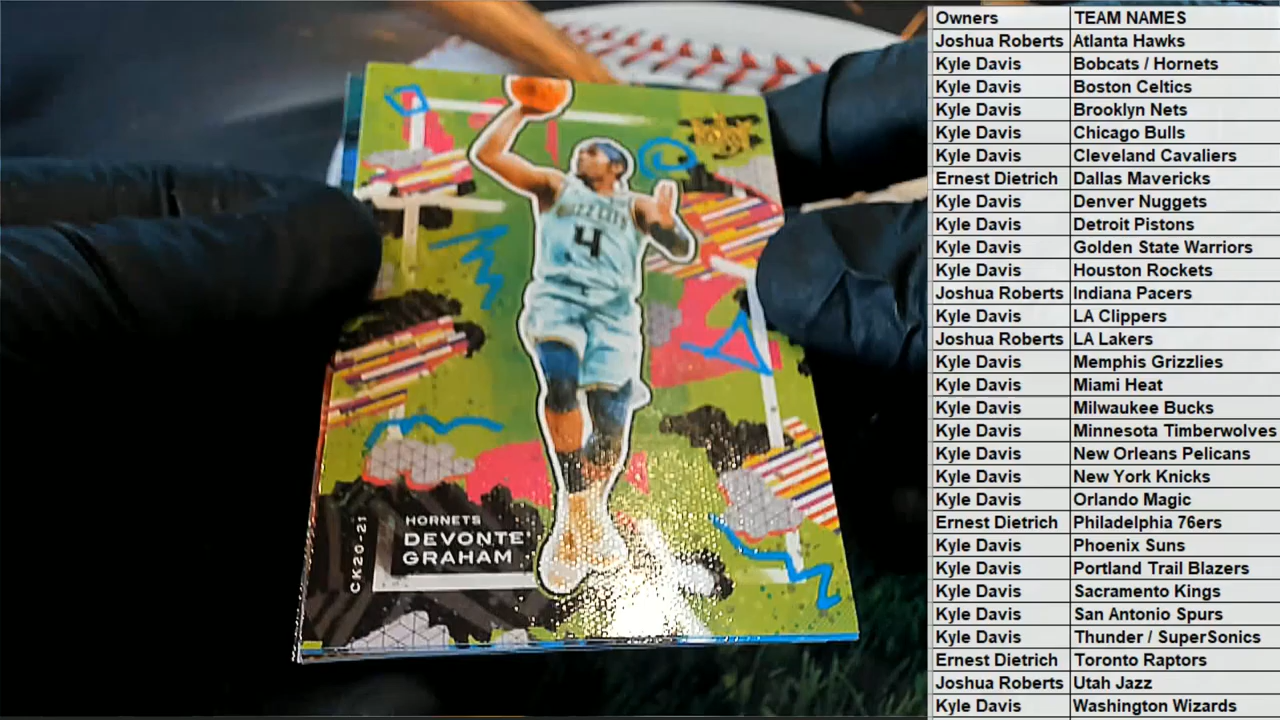 HORNETS
DEVONTE'
GRAHAM
CK20-21
4
Owners TEAM NAMES
Joshua Roberts Atlanta Hawks
Kyle Davis Bobcats / Hornets
Kyle Davis Boston Celtics
Kyle Davis Brooklyn Nets
Kyle Davis Chicago Bulls
Kyle Davis Cleveland Cavaliers
Ernest Dietrich Dallas Mavericks
Kyle Davis Denver Nuggets
Kyle Davis Detroit Pistons
Kyle Davis Golden State Warriors
Kyle Davis Houston Rockets
Joshua Roberts Indiana Pacers
Kyle Davis LA Clippers
Joshua Roberts LA Lakers
Kyle Davis Memphis Grizzlies
Kyle Davis Miami Heat
Kyle Davis Milwaukee Bucks
Kyle Davis Minnesota Timberwolves
Kyle Davis New Orleans Pelicans
Kyle Davis New York Knicks
Kyle Davis Orlando Magic
Ernest Dietrich Philadelphia 76ers
Kyle Davis Phoenix Suns
Kyle Davis Portland Trail Blazers
Kyle Davis Sacramento Kings
Kyle Davis San Antonio Spurs
Kyle Davis Thunder / SuperSonics
Ernest Dietrich Toronto Raptors
Joshua Roberts Utah Jazz
Kyle Davis Washington Wizards